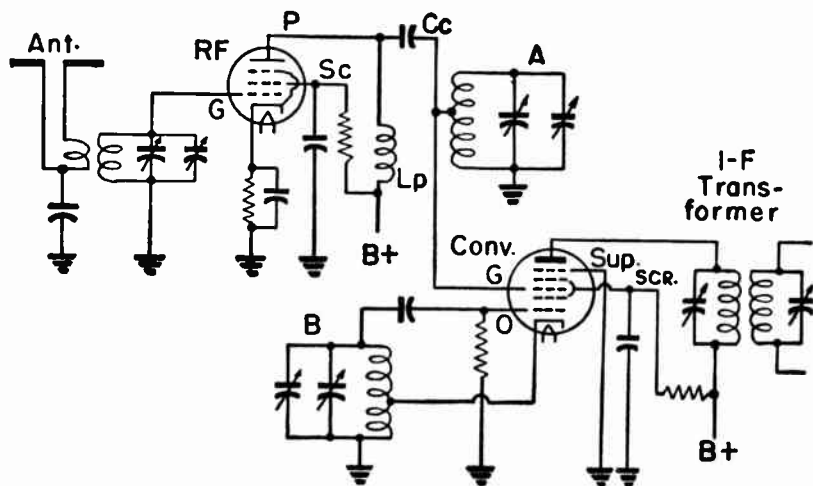 Ant.
RF
P
Cc
Sc
G
A
Lp
B+
I-F
Trans-
former
Conv.
Sup.
SCR.
G
O
B
B+